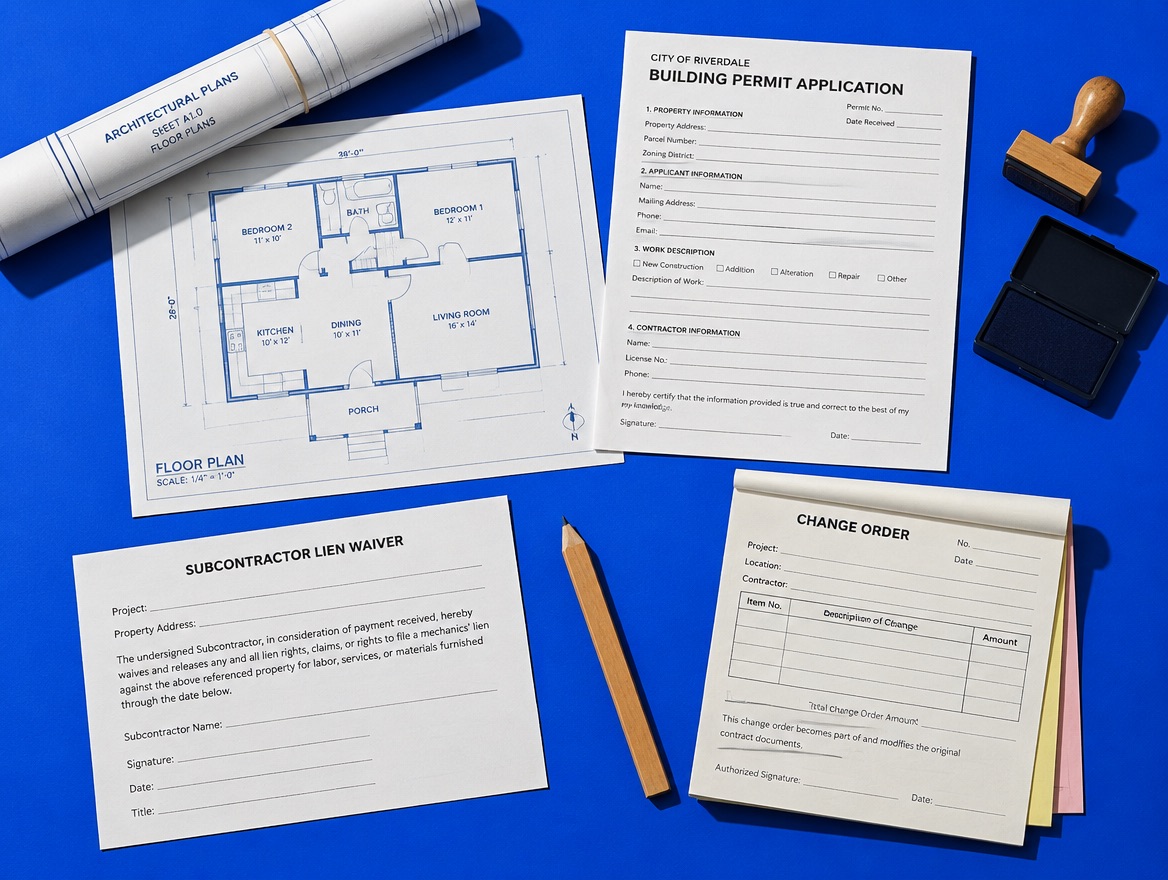 ARCHITECTURAL PLANS
SHEET A1.0
FLOOR PLANS
38'-0"
28'-0"
BEDROOM 2
11' x 10'
BATH
BEDROOM 1
12' x 11'
KITCHEN
10' x 12'
DINING
10' x 11'
LIVING ROOM
16' x 14'
PORCH
N
FLOOR PLAN
SCALE: 1/4" = 1'-0"
CITY OF RIVERDALE
BUILDING PERMIT APPLICATION
Permit No.
Date Received
1. PROPERTY INFORMATION
Property Address:
Parcel Number:
Zoning District:
2. APPLICANT INFORMATION
Name:
Mailing Address:
Phone:
Email:
3. WORK DESCRIPTION
New Construction Addition Alteration Repair Other
Description of Work:
4. CONTRACTOR INFORMATION
Name:
License No.:
Phone:
I hereby certify that the information provided is true and correct to the best of my
my knowledge.
Signature: Date:
SUBCONTRACTOR LIEN WAIVER
Project:
Property Address:
The undersigned Subcontractor, in consideration of payment received, hereby
waives and releases any and all lien rights, claims, or rights to file a mechanics' lien
against the above referenced property for labor, services, or materials furnished
through the date below.
Subcontractor Name:
Signature:
Date:
Title:
CHANGE ORDER
No.
Date
Project:
Location:
Contractor:
Item No. Description of Change Amount
Total Change Order Amount
This change order becomes part of and modifies the original
contract documents.
Authorized Signature: Date: